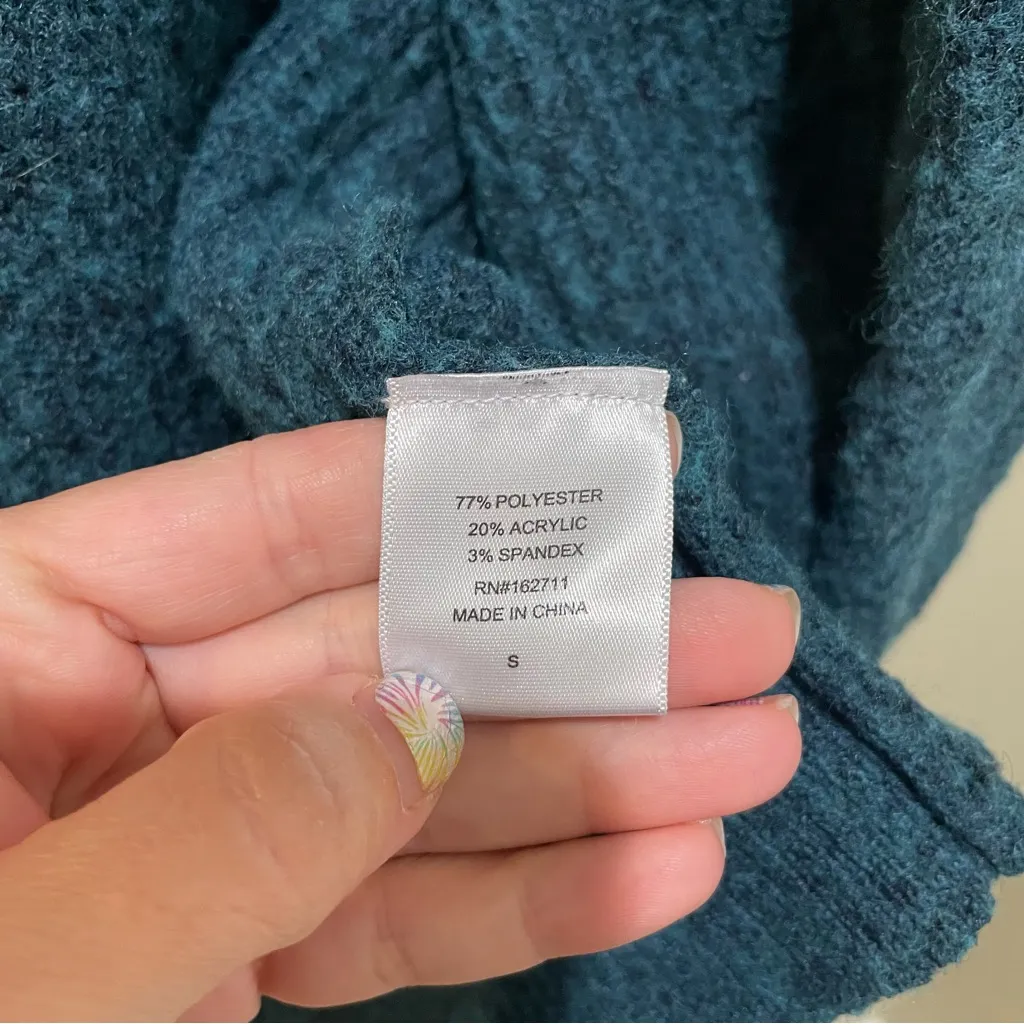 77% POLYESTER
20% ACRYLIC
3% SPANDEX
RN#162711
MADE IN CHINA
S